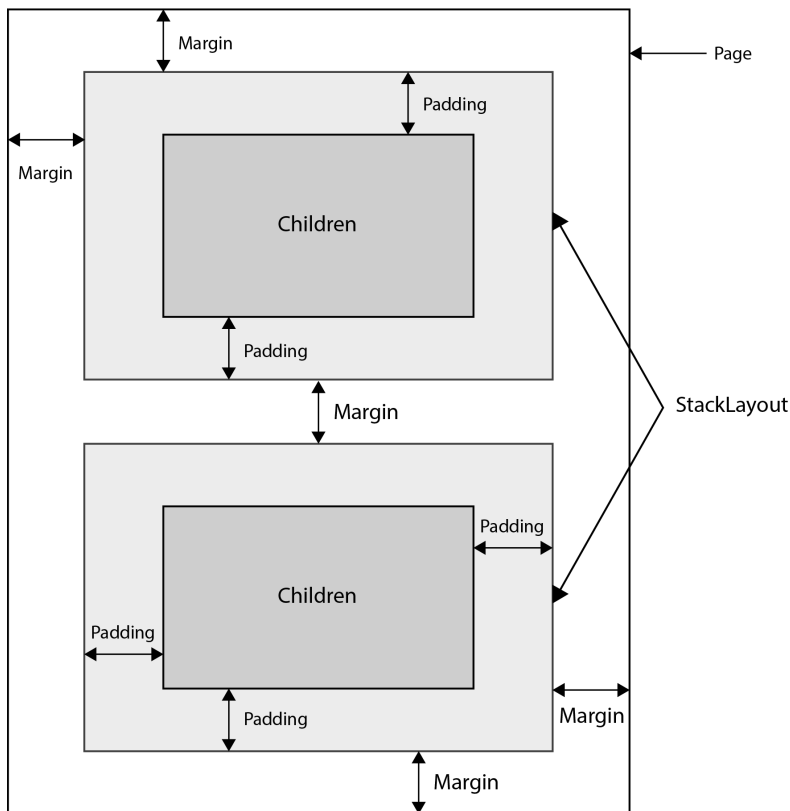 Margin
Page
Padding
Margin
Children
Padding
Margin
StackLayout
Padding
Children
Padding
Padding
Margin
Margin